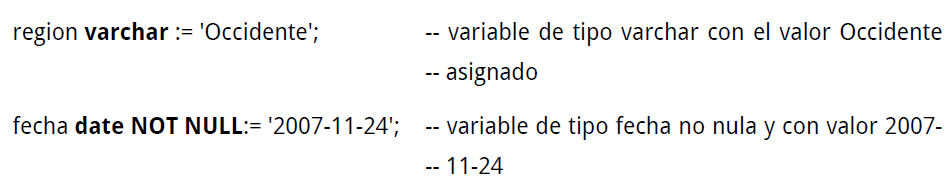 region varchar := 'Occidente'; -- variable de tipo varchar con el valor Occidente
-- asignado
fecha date NOT NULL:= '2007-11-24'; -- variable de tipo fecha no nula y con valor 2007-
-- 11-24